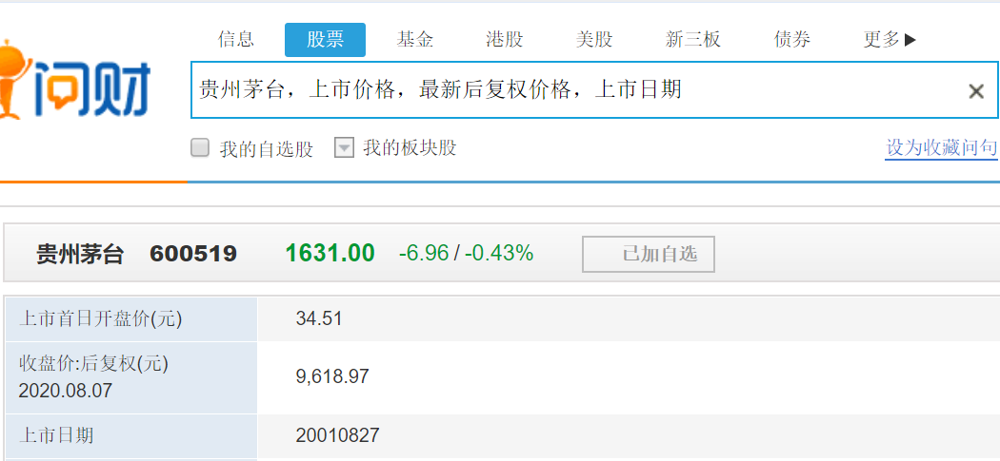 信息 股票 基金 港股 美股 新三板 债券 更多▶
问财
贵州茅台，上市价格，最新后复权价格，上市日期 ×
我的自选股 我的板块股 设为收藏问句
贵州茅台 600519 1631.00 -6.96 / -0.43% 已加自选
上市首日开盘价(元) 34.51
收盘价:后复权(元)
2020.08.07 9,618.97
上市日期 20010827